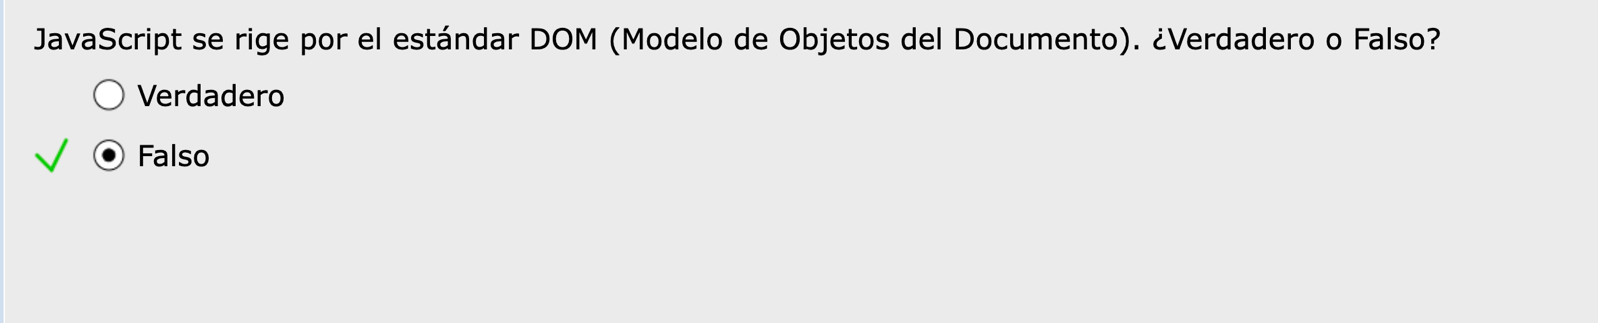 JavaScript se rige por el estándar DOM (Modelo de Objetos del Documento). ¿Verdadero o Falso?
Verdadero
Falso